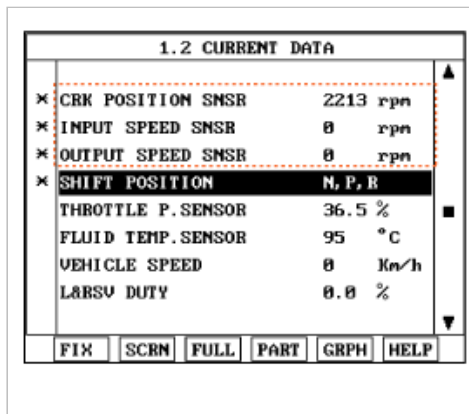 1.2 CURRENT DATA
* CRK POSITION SNSR 2213 rpm
* INPUT SPEED SNSR 0 rpm
* OUTPUT SPEED SNSR 0 rpm
* SHIFT POSITION N,P,R
THROTTLE P.SENSOR 36.5 %
FLUID TEMP.SENSOR 95 °C
VEHICLE SPEED 0 Km/h
L&RSV DUTY 0.0 %
FIX SCRN FULL PART GRPH HELP